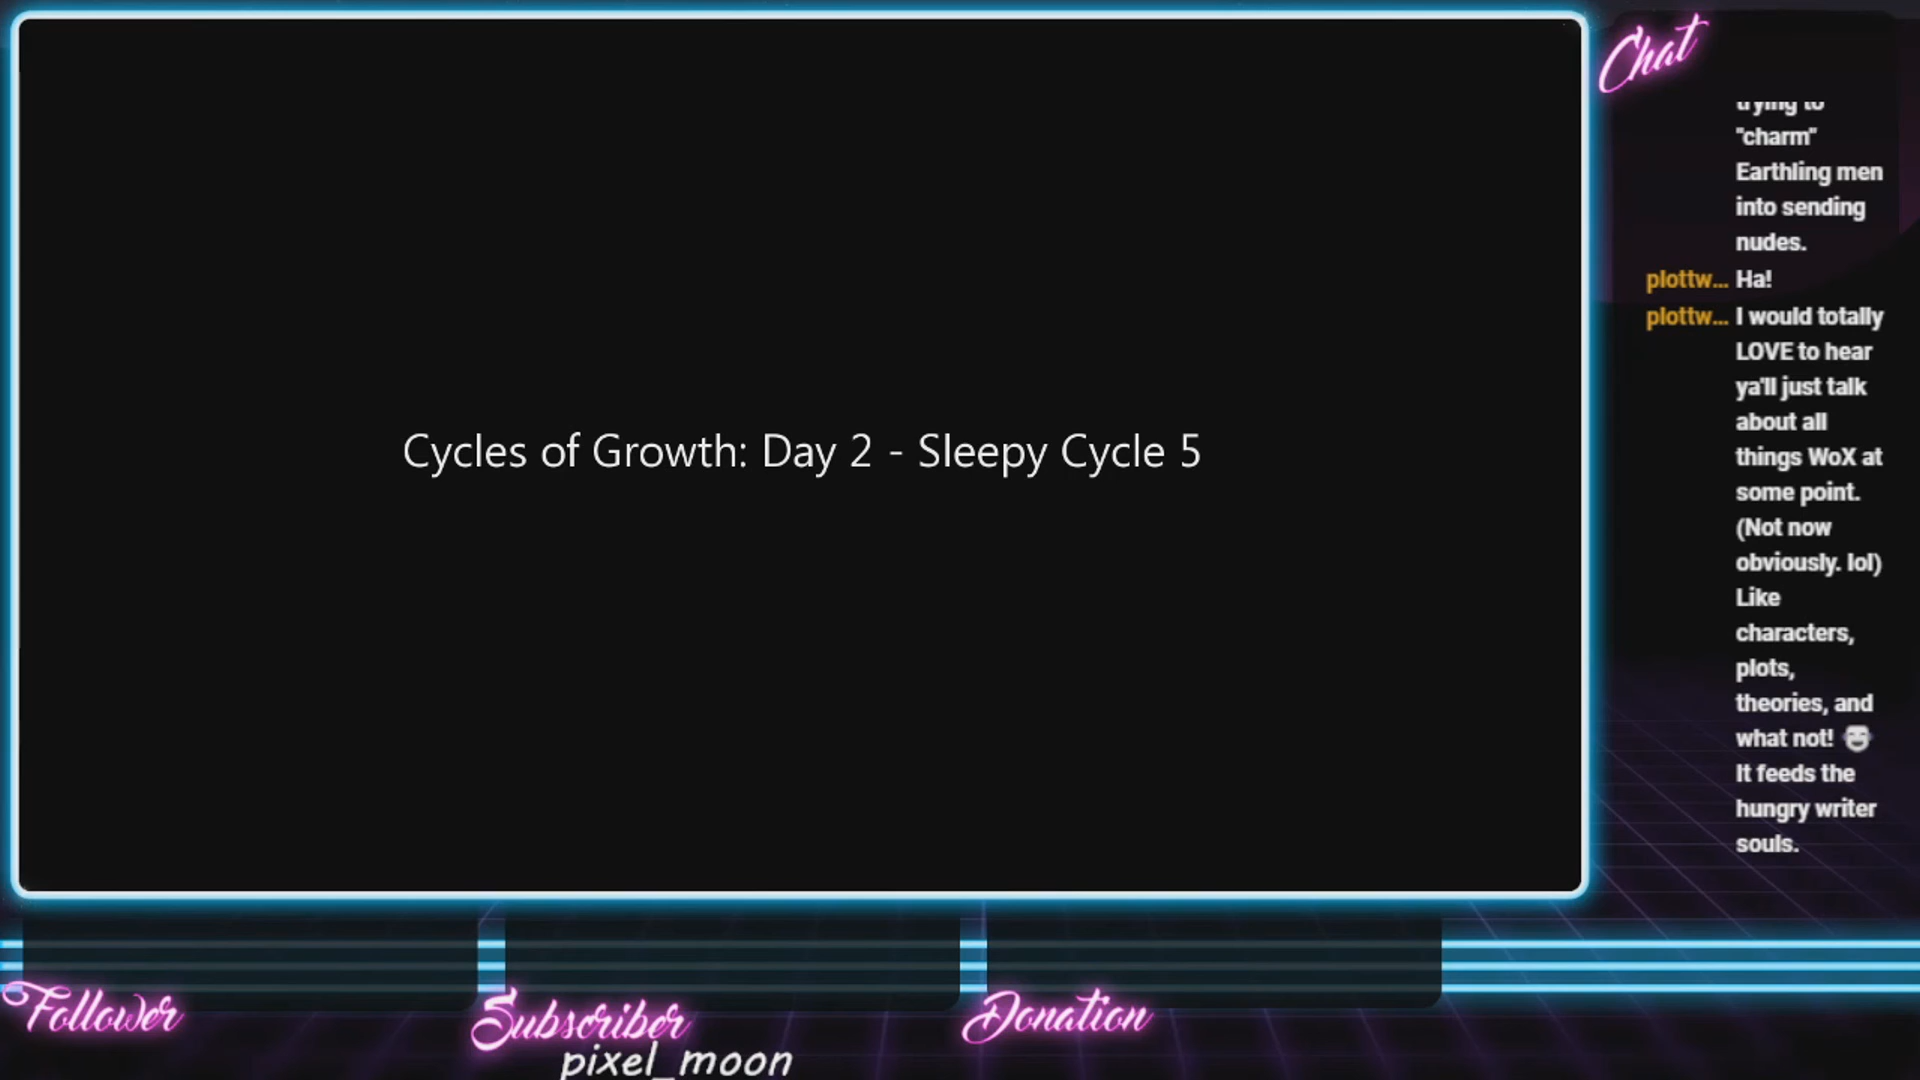 Chat
trying to
"charm"
Earthling men
into sending
nudes.
plottw... Ha!
plottw... I would totally
LOVE to hear
ya'll just talk
about all
things WoX at
some point.
(Not now
obviously. lol)
Like
characters,
plots,
theories, and
what not!
It feeds the
hungry writer
souls.
Cycles of Growth: Day 2 - Sleepy Cycle 5
Follower
Subscriber
Donation
pixel_moon